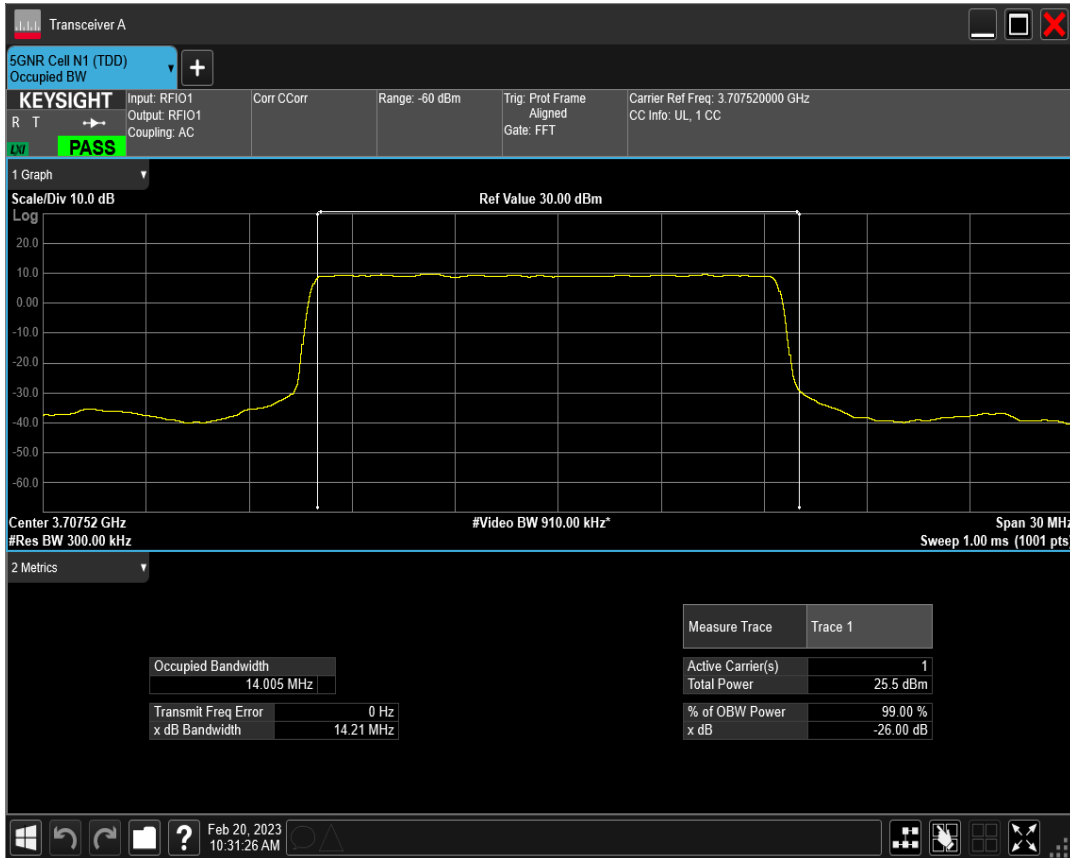 Transceiver A
5GNR Cell N1 (TDD)
Occupied BW
+
KEYSIGHT
R T
LXI
PASS
Input: RFIO1
Output: RFIO1
Coupling: AC
Corr CCorr
Range: -60 dBm
Trig: Prot Frame
Aligned
Gate: FFT
Carrier Ref Freq: 3.707520000 GHz
CC Info: UL, 1 CC
1 Graph
Scale/Div 10.0 dB
Ref Value 30.00 dBm
Log
20.0
10.0
0.00
-10.0
-20.0
-30.0
-40.0
-50.0
-60.0
Center 3.70752 GHz
#Video BW 910.00 kHz*
Span 30 MHz
#Res BW 300.00 kHz
Sweep 1.00 ms (1001 pts)
2 Metrics
Measure Trace Trace 1
Occupied Bandwidth
14.005 MHz
Transmit Freq Error 0 Hz
x dB Bandwidth 14.21 MHz
Active Carrier(s) 1
Total Power 25.5 dBm
% of OBW Power 99.00 %
x dB -26.00 dB
?
Feb 20, 2023
10:31:26 AM